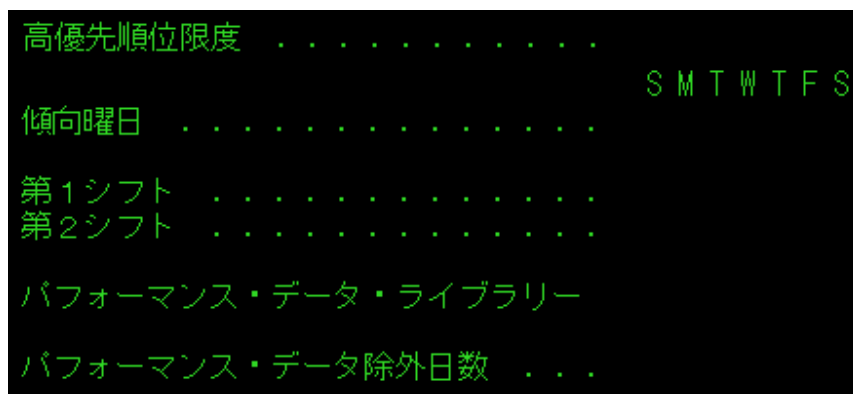 高優先順位限度 . . . . . . . . . . .
S M T W T F S
傾向曜日 . . . . . . . . . . . . . .
第1シフト . . . . . . . . . . . . .
第2シフト . . . . . . . . . . . . .
パフォーマンス・データ・ライブラリー
パフォーマンス・データ除外日数 . . .